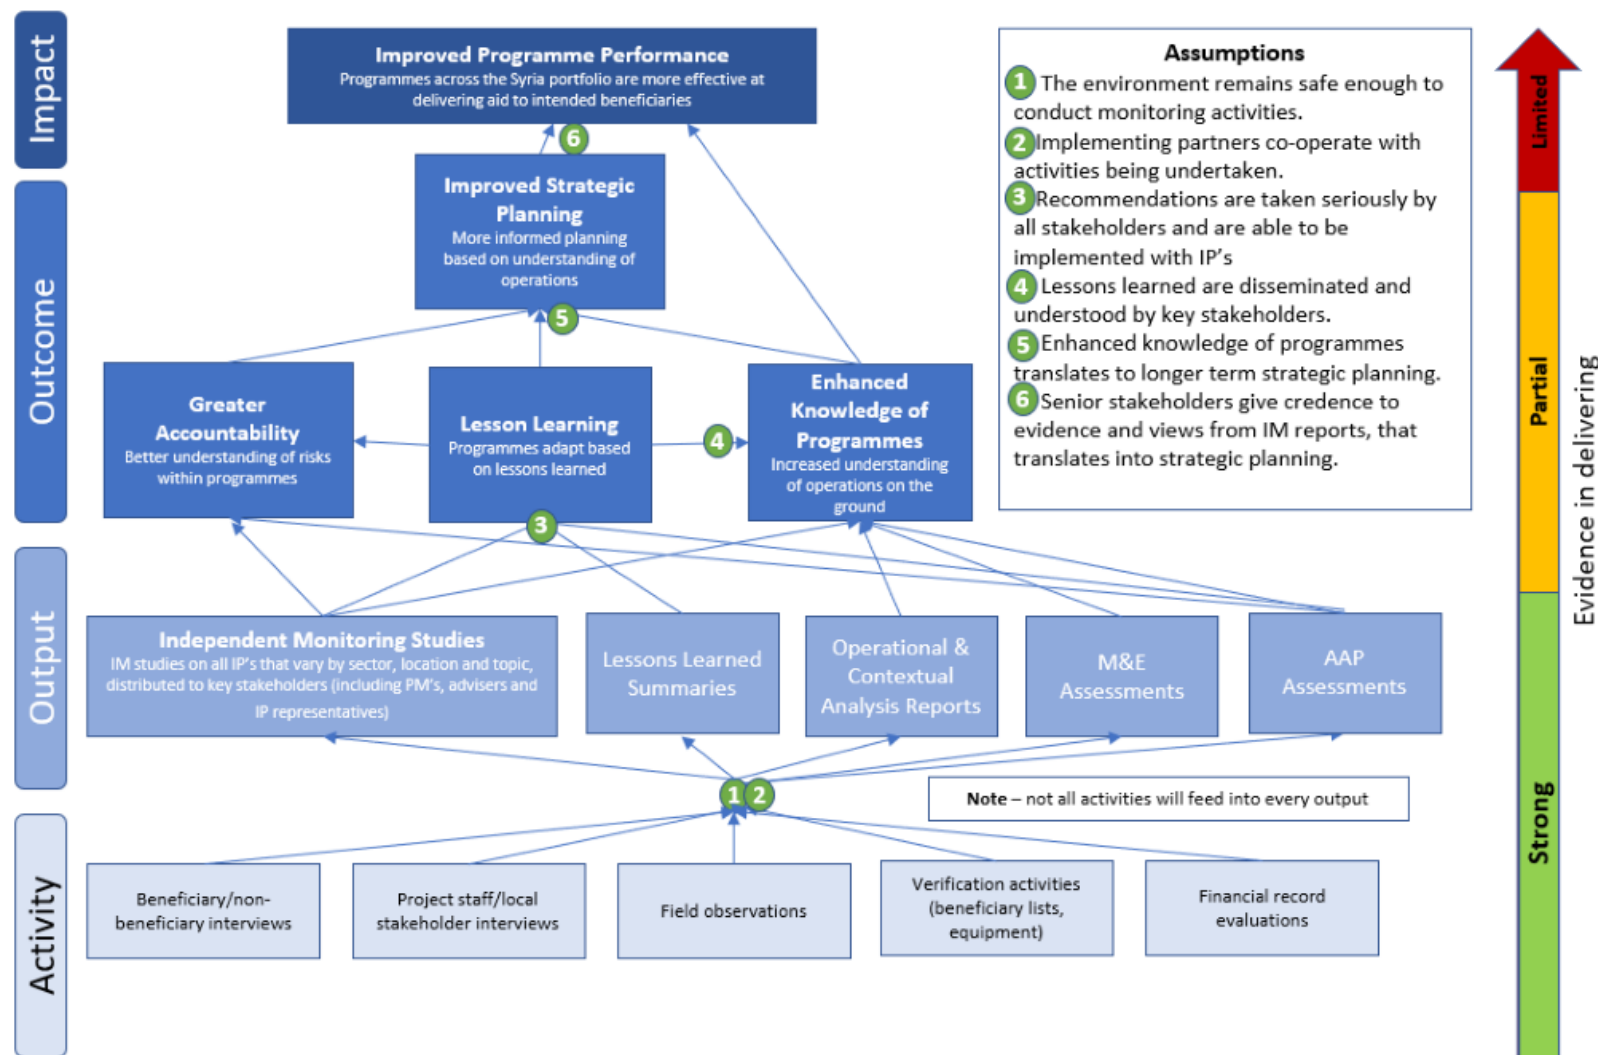 Impact
Improved Programme Performance
Programmes across the Syria portfolio are more effective at
delivering aid to intended beneficiaries
6
Outcome
Improved Strategic
Planning
More informed planning
based on understanding of
operations
5
Greater
Accountability
Better understanding of risks
within programmes
Lesson Learning
Programmes adapt based
on lessons learned
4
Enhanced
Knowledge of
Programmes
Increased understanding
of operations on the
ground
3
Output
Independent Monitoring Studies
IM studies on all IP's that vary by sector, location and topic,
distributed to key stakeholders (including PM's, advisers and
IP representatives)
Lessons Learned
Summaries
Operational &
Contextual
Analysis Reports
M&E
Assessments
AAP
Assessments
1 2
Note – not all activities will feed into every output
Activity
Beneficiary/non-
beneficiary interviews
Project staff/local
stakeholder interviews
Field observations
Verification activities
(beneficiary lists,
equipment)
Financial record
evaluations
Assumptions
1 The environment remains safe enough to
conduct monitoring activities.
2 Implementing partners co-operate with
activities being undertaken.
3 Recommendations are taken seriously by
all stakeholders and are able to be
implemented with IP's
4 Lessons learned are disseminated and
understood by key stakeholders.
5 Enhanced knowledge of programmes
translates to longer term strategic planning.
6 Senior stakeholders give credence to
evidence and views from IM reports, that
translates into strategic planning.
Limited
Partial
Strong
Evidence in delivering